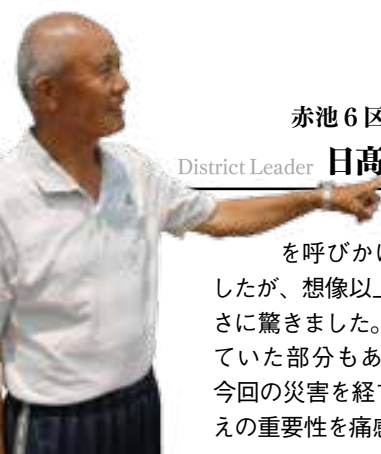 赤池6区
District Leader 日髙
を呼びかけ
したが、想像以上
さに驚きました。
ていた部分もあ
今回の災害を経て
えの重要性を痛感